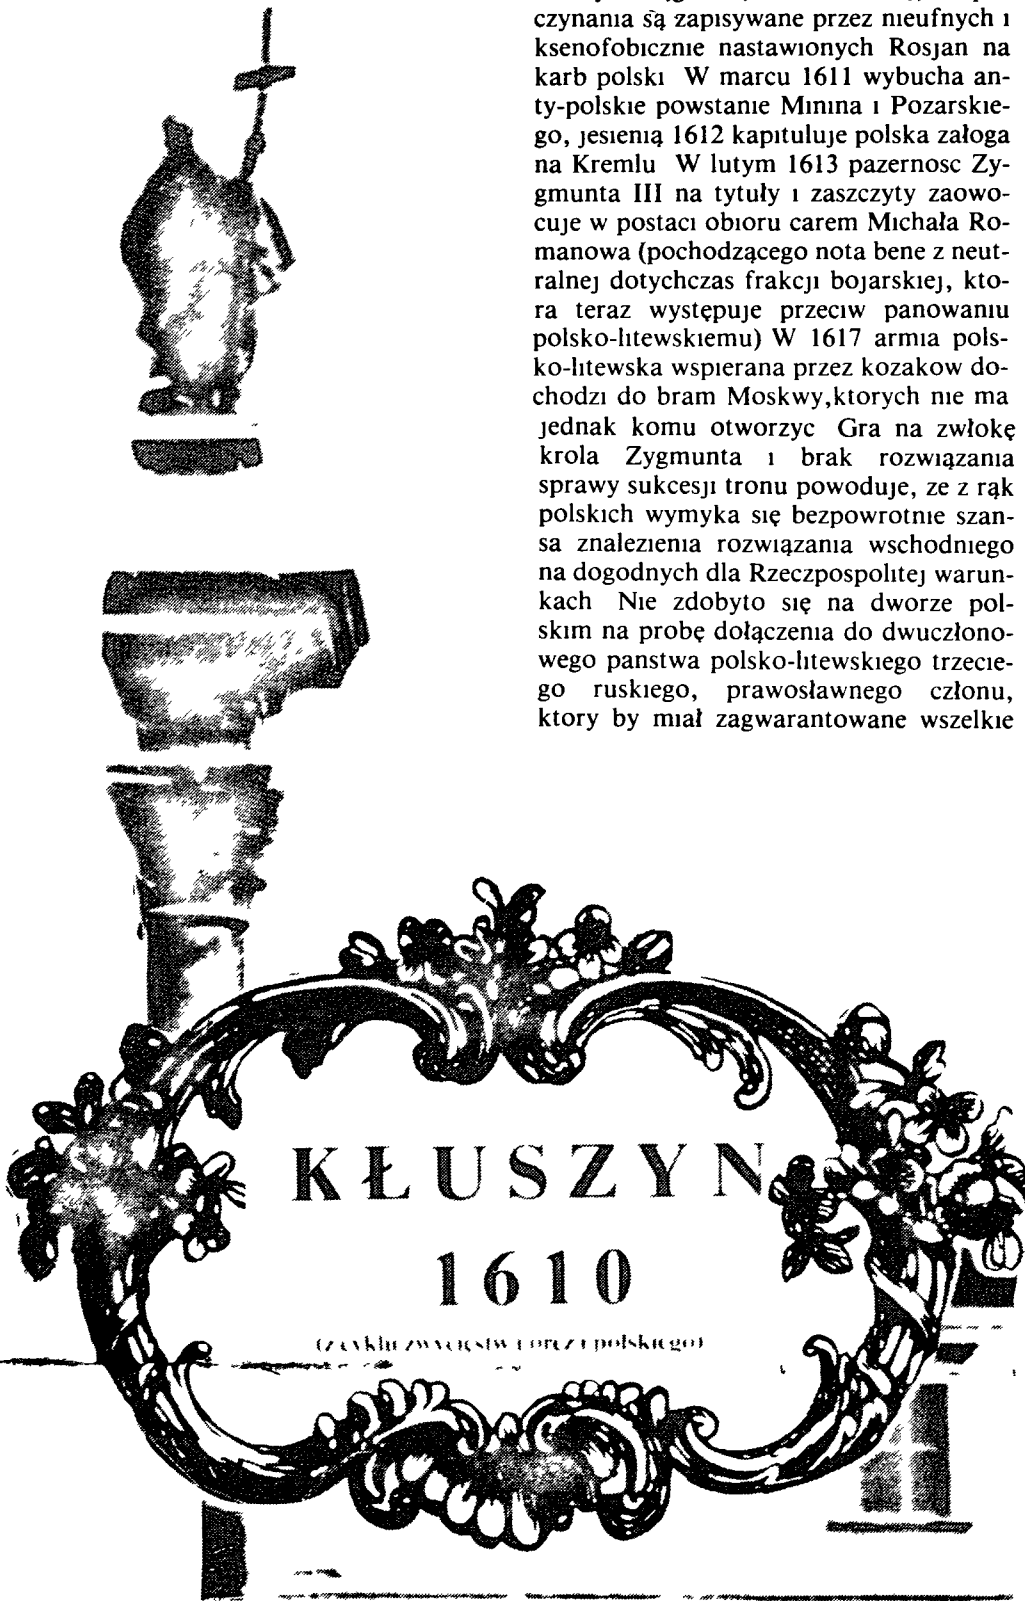 czynania są zapisywane przez nieufnych i
ksenofobicznie nastawionych Rosjan na
karb polski W marcu 1611 wybucha an-
ty-polskie powstanie Minina i Pozarskie-
go, jesienią 1612 kapituluje polska załoga
na Kremlu W lutym 1613 pazernosc Zy-
gmunta III na tytuły i zaszczyty zaowo-
cuje w postaci obioru carem Michała Ro-
manowa (pochodzącego nota bene z neut-
ralnej dotychczas frakcji bojarskiej, kto-
ra teraz występuje przeciw panowaniu
polsko-litewskiemu) W 1617 armia pols-
ko-litewska wspierana przez kozakow do-
chodzi do bram Moskwy,ktorych nie ma
jednak komu otworzyc Gra na zwłokę
krola Zygmunta i brak rozwiązania
sprawy sukcesji tronu powoduje, ze z rąk
polskich wymyka się bezpowrotnie szan-
sa znalezienia rozwiązania wschodniego
na dogodnych dla Rzeczpospolitej warun-
kach Nie zdobyto się na dworze pol-
skim na probę dołączenia do dwuczłono-
wego panstwa polsko-litewskiego trzecie-
go ruskiego, prawosławnego członu,
ktory by miał zagwarantowane wszelkie
KŁUSZYN
1610
(z cyklu zwycięstwa oręża polskiego)